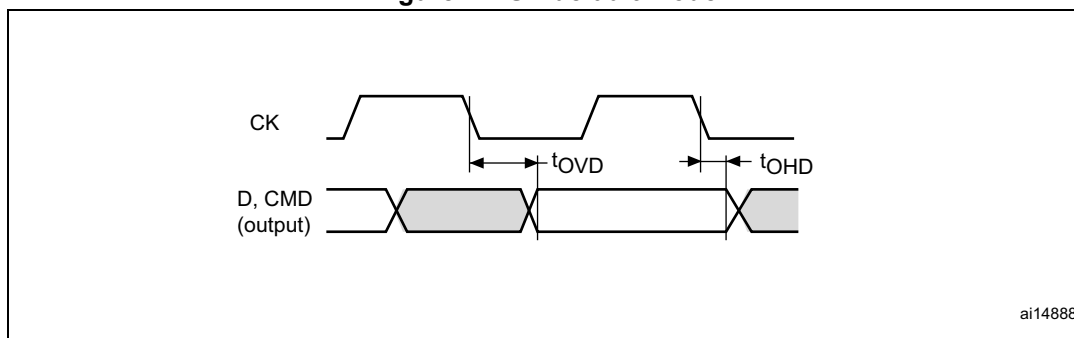 CK
tOVD
tOHD
D, CMD
(output)
ai14888